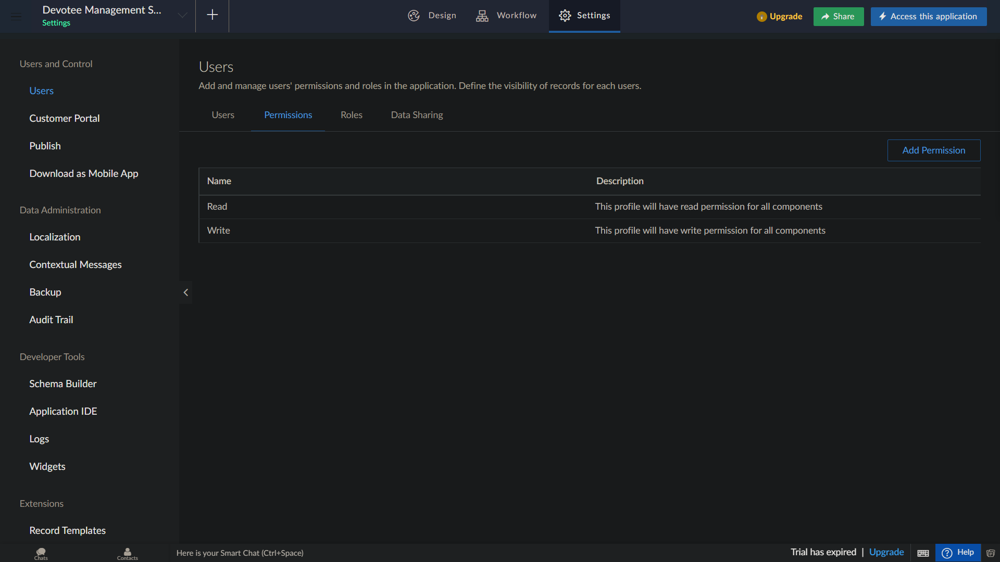 Devotee Management S...
Settings
Design
Workflow
Settings
Upgrade
Share
Access this application
Users and Control
Users
Customer Portal
Publish
Download as Mobile App
Data Administration
Localization
Contextual Messages
Backup
Audit Trail
Developer Tools
Schema Builder
Application IDE
Logs
Widgets
Extensions
Record Templates
Users
Add and manage users' permissions and roles in the application. Define the visibility of records for each users.
Users Permissions Roles Data Sharing
Add Permission
Name Description
Read This profile will have read permission for all components
Write This profile will have write permission for all components
Chats
Contacts
Here is your Smart Chat (Ctrl+Space)
Trial has expired | Upgrade
Help